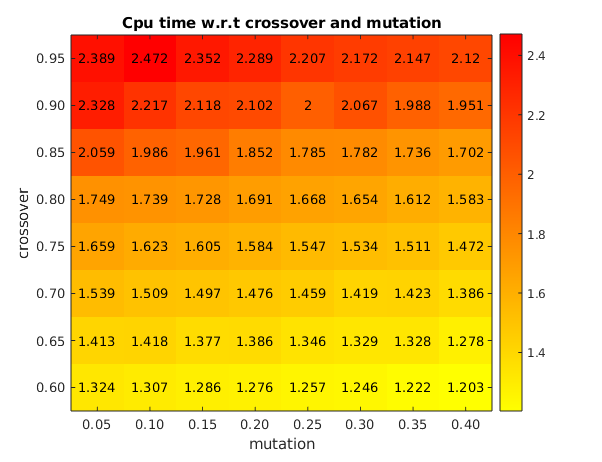 Cpu time w.r.t crossover and mutation
0.95 2.389 2.472 2.352 2.289 2.207 2.172 2.147 2.12
0.90 2.328 2.217 2.118 2.102 2 2.067 1.988 1.951
0.85 2.059 1.986 1.961 1.852 1.785 1.782 1.736 1.702
0.80 1.749 1.739 1.728 1.691 1.668 1.654 1.612 1.583
0.75 1.659 1.623 1.605 1.584 1.547 1.534 1.511 1.472
0.70 1.539 1.509 1.497 1.476 1.459 1.419 1.423 1.386
0.65 1.413 1.418 1.377 1.386 1.346 1.329 1.328 1.278
0.60 1.324 1.307 1.286 1.276 1.257 1.246 1.222 1.203
0.05 0.10 0.15 0.20 0.25 0.30 0.35 0.40
mutation
crossover
2.4
2.2
2
1.8
1.6
1.4